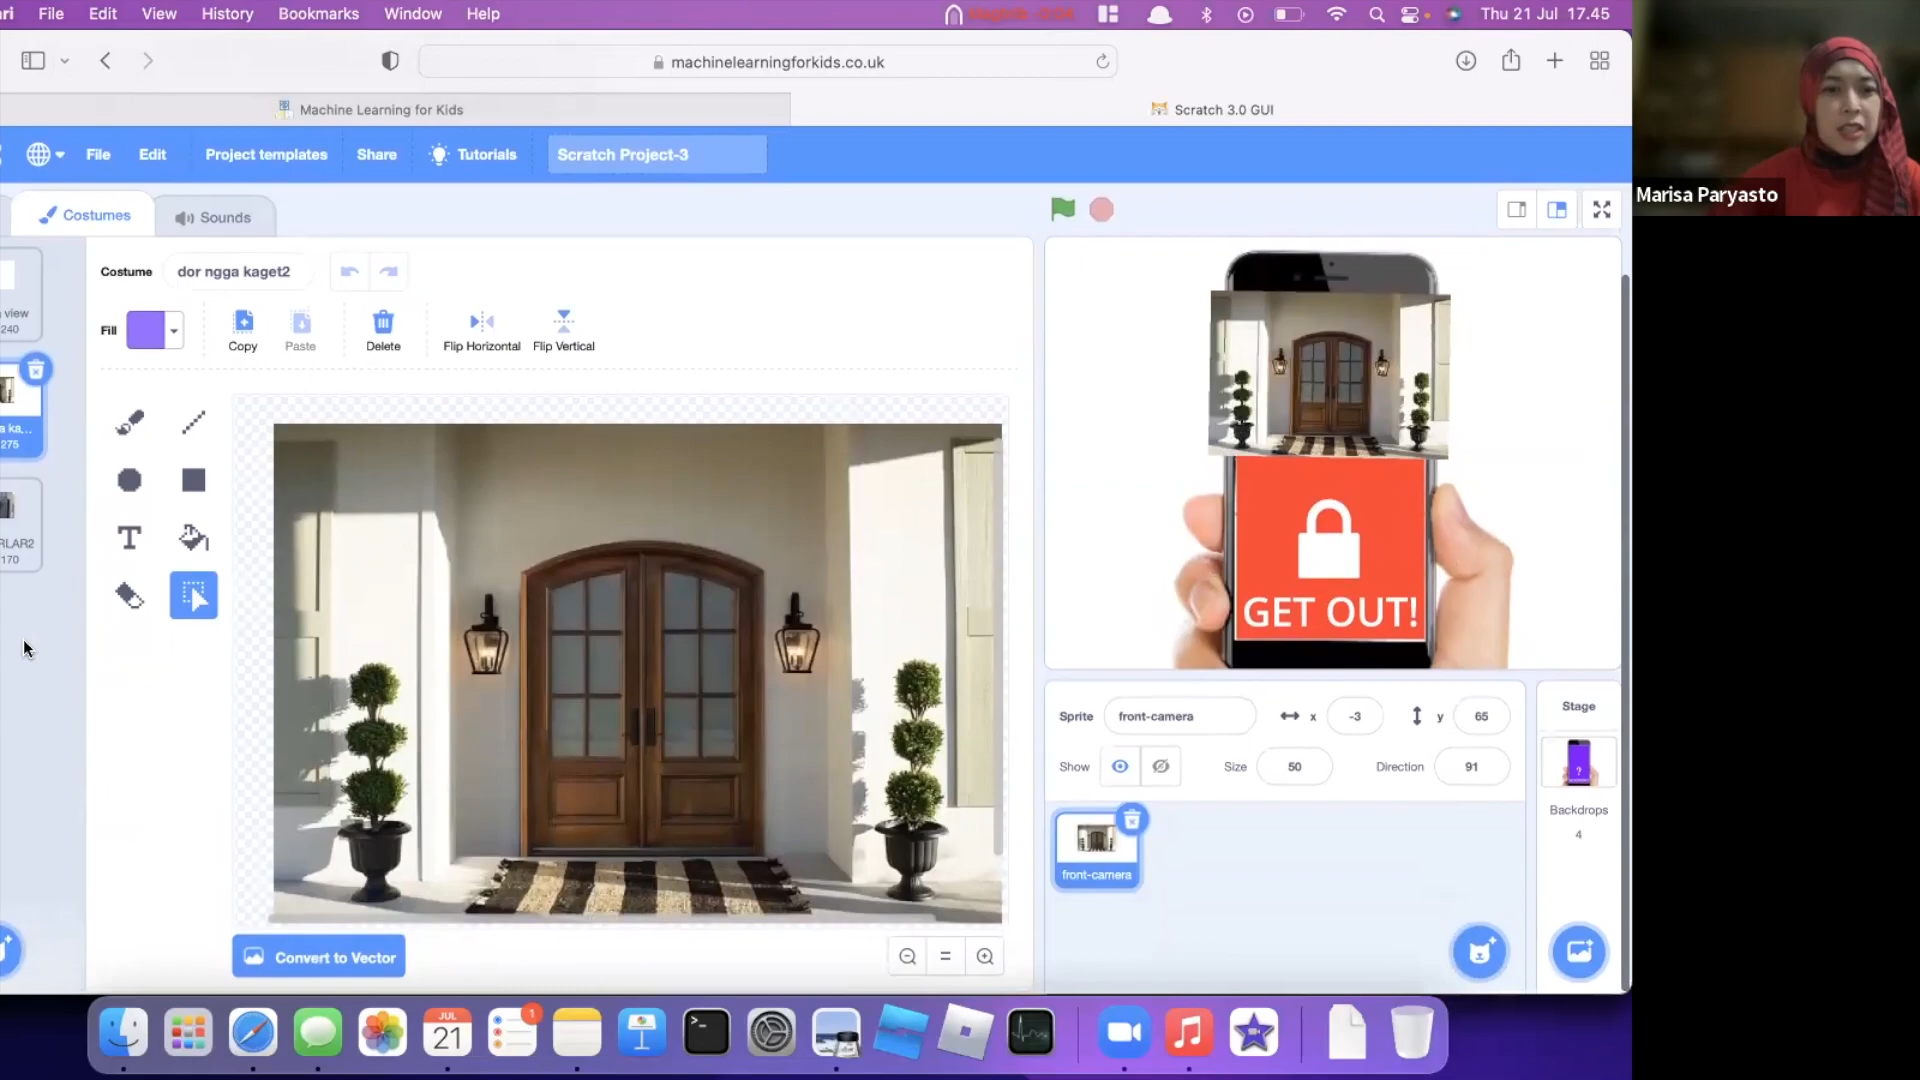 ari File Edit View History Bookmarks Window Help Thu 21 Jul 17.45
machinelearningforkids.co.uk
Machine Learning for Kids Scratch 3.0 GUI
File Edit Project templates Share Tutorials Scratch Project-3
Marisa Paryasto
Costumes Sounds
Costume dor ngga kaget2
view
240
Fill Copy Paste Delete Flip Horizontal Flip Vertical
a ka...
275
RLAR2
170
T
GET OUT!
Sprite front-camera x -3 y 65 Stage
Show Size 50 Direction 91
?
Backdrops
4
front-camera
Convert to Vector =
JUL
21
1